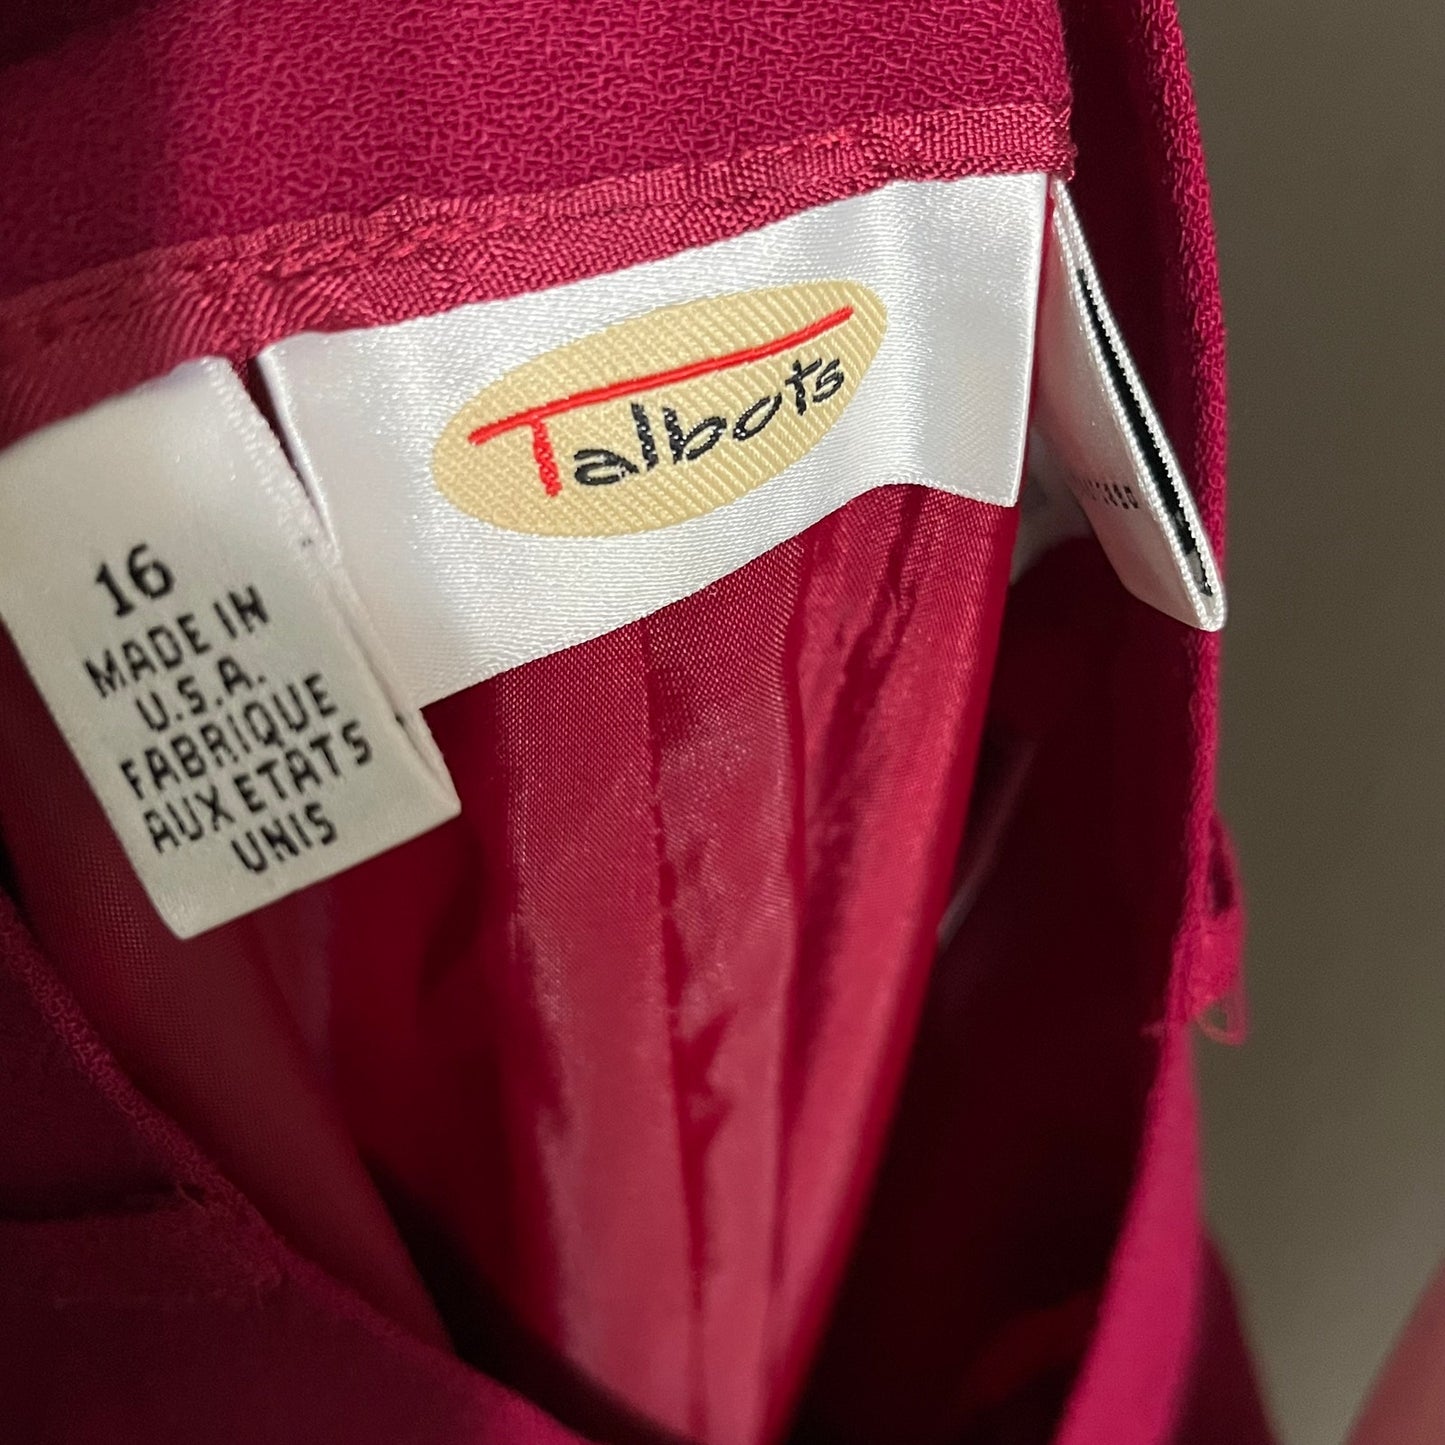 Talbots
16
MADE IN
U.S.A.
FABRIQUE
AUX ETATS
UNIS